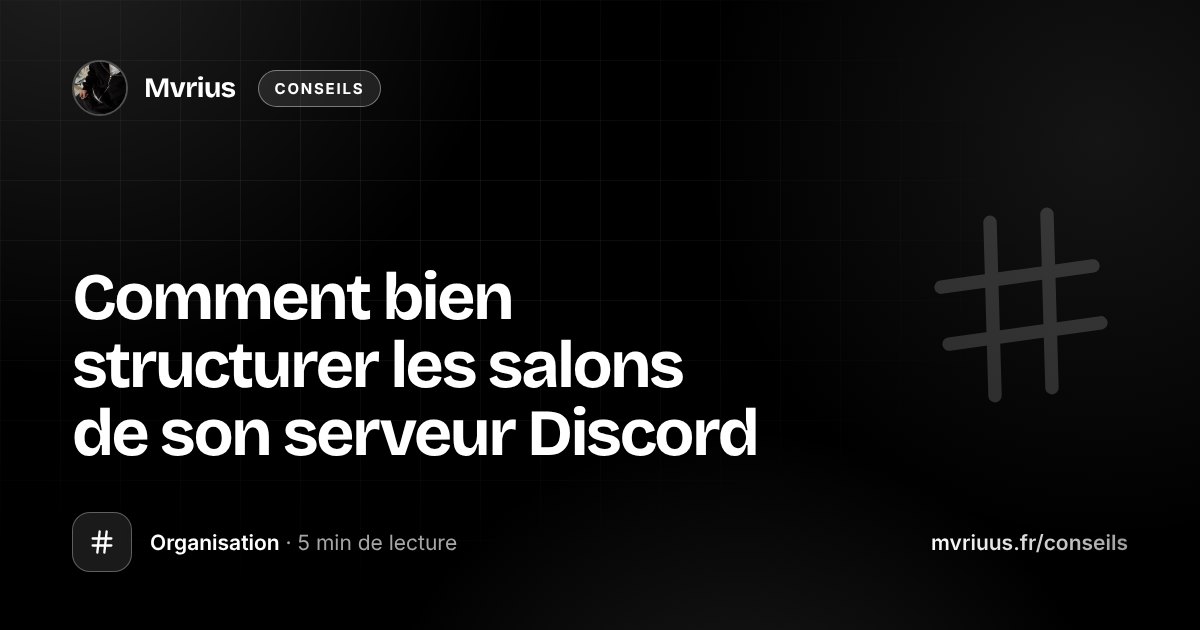 Mvrius
CONSEILS
Comment bien
structurer les salons
de son serveur Discord
# Organisation · 5 min de lecture
mvriuus.fr/conseils